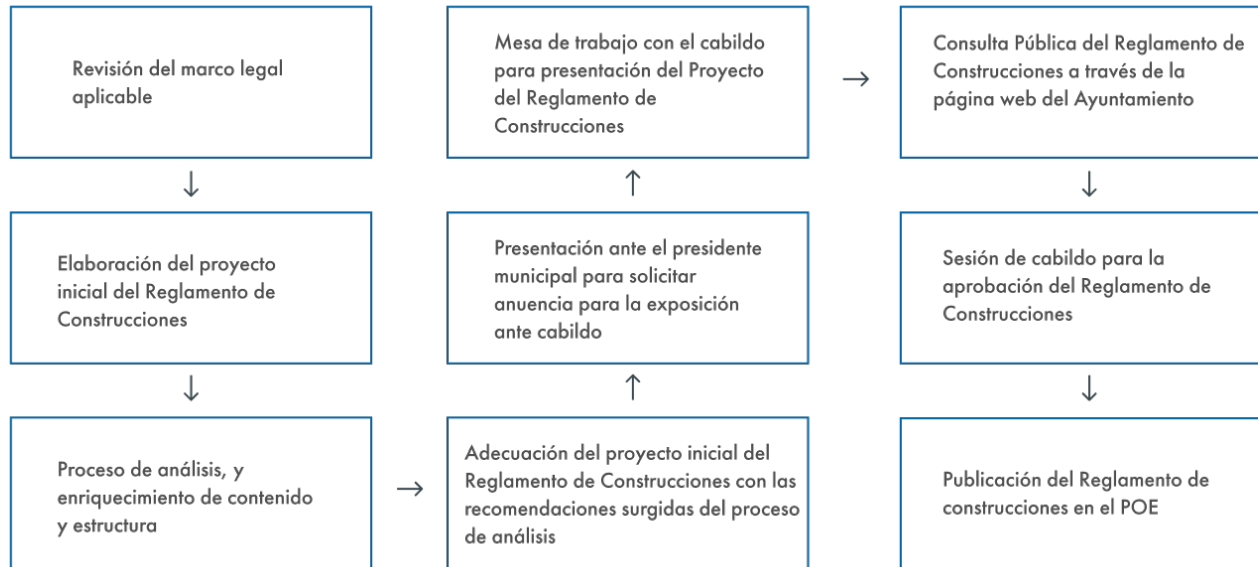 Revisión del marco legal
aplicable
Elaboración del proyecto
inicial del Reglamento de
Construcciones
Proceso de análisis, y
enriquecimiento de contenido
y estructura
Adecuación del proyecto inicial del
Reglamento de Construcciones con las
recomendaciones surgidas del proceso
de análisis
Presentación ante el presidente
municipal para solicitar
anuencia para la exposición
ante cabildo
Mesa de trabajo con el cabildo
para presentación del Proyecto
del Reglamento de
Construcciones
Consulta Pública del Reglamento de
Construcciones a través de la
página web del Ayuntamiento
Sesión de cabildo para la
aprobación del Reglamento de
Construcciones
Publicación del Reglamento de
construcciones en el POE